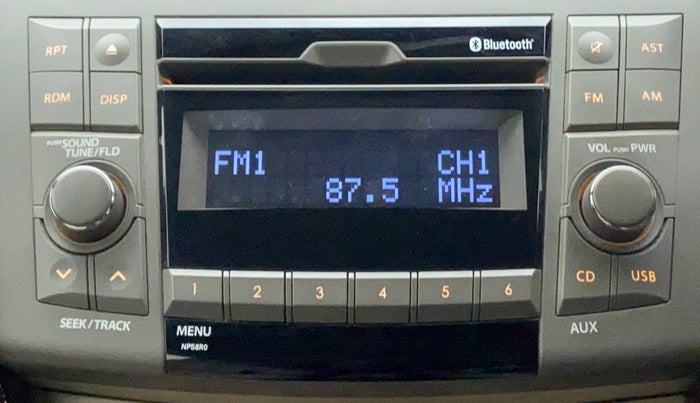 RPT
Bluetooth
AST
RDM
DISP
FM
AM
PUSH SOUND
TUNE/FLD
VOL PUSH PWR
FM1 CH1
87.5 MHz
1 2 3 4 5 6
CD
USB
SEEK/TRACK
MENU
AUX
NP58R0